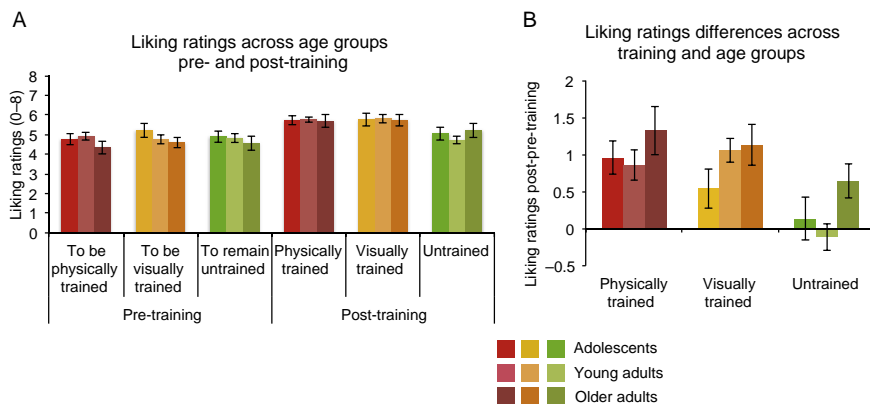 A
Liking ratings across age groups
pre- and post-training
Liking ratings (0–8)
8
7
6
5
4
3
2
1
0
To be
physically
trained
To be
visually
trained
To remain
untrained
Physically
trained
Visually
trained
Untrained
Pre-training
Post-training
B
Liking ratings differences across
training and age groups
Liking ratings post-pre-training
2
1.5
1
0.5
0
–0.5
Physically
trained
Visually
trained
Untrained
Adolescents
Young adults
Older adults